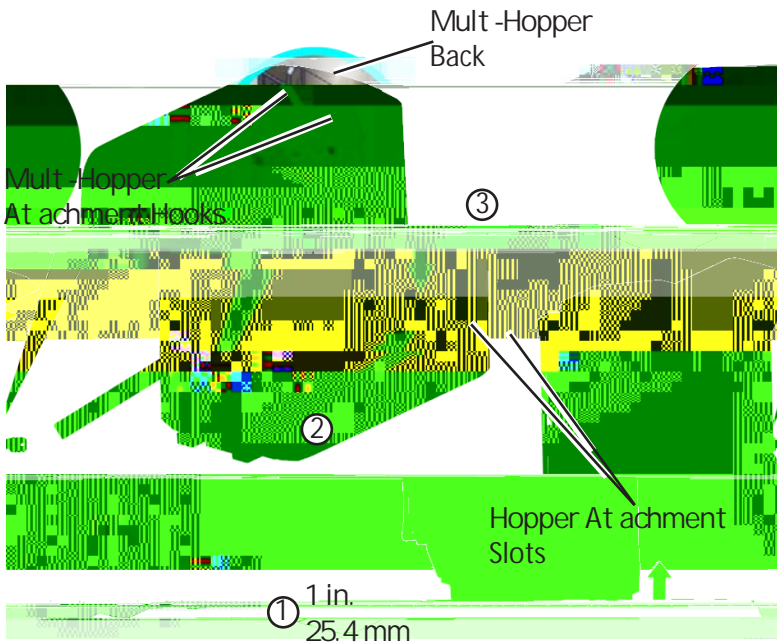 Mult -Hopper
Back
Mult -Hopper
At achment Hooks
3
2
Hopper At achment
Slots
1
1 in.
25.4 mm